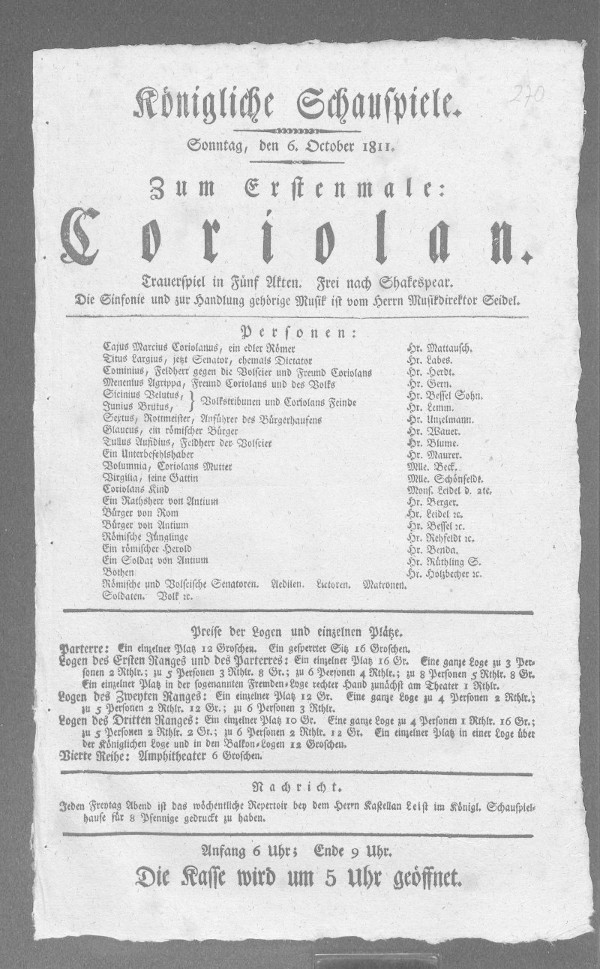 270
Königliche Schauspiele.
Sonntag, den 6. October 1811.
Zum Erstenmale:
Coriolan.
Trauerspiel in Fünf Akten. Frei nach Shakespear.
Die Sinfonie und zur Handlung gehörige Musik ist vom Herrn Musikdirektor Seidel.
Personen:
Cajus Marcius Coriolanus, ein edler Römer Hr. Mattausch.
Titus Largius, jetzt Senator, ehemals Dictator Hr. Labes.
Cominius, Feldherr gegen die Volscier und Freund Coriolans Hr. Herdt.
Menenius Agrippa, Freund Coriolans und des Volks Hr. Gern.
Sicinius Velutus, } Volkstribunen und Coriolans Feinde Hr. Bessel Sohn.
Junius Brutus, Hr. Lemm.
Septus, Rottmeister, Anführer des Bürgerhaufens Hr. Unzelmann.
Glaucus, ein römischer Bürger Hr. Wauer.
Tullus Aufidius, Feldherr der Volscier Hr. Blume.
Ein Unterbefehlshaber Hr. Maurer.
Volumnia, Coriolans Mutter Mlle. Beck.
Virgilia, seine Gattin Mlle. Schönfeldt.
Coriolans Kind Mons. Leidel d. 2te.
Ein Rathsherr von Antium Hr. Berger.
Bürger von Rom Hr. Leidel ꝛc.
Bürger von Antium Hr. Bessel ꝛc.
Römische Jünglinge Hr. Rehfeldt ꝛc.
Ein römischer Herold Hr. Benda.
Ein Soldat von Antium Hr. Rüthling S.
Bothen Hr. Holzbecher ꝛc.
Römische und Volscische Senatoren. Aedilen. Lictoren. Matronen.
Soldaten. Volk ꝛc.
Preise der Logen und einzelnen Plätze.
Parterre: Ein einzelner Platz 12 Groschen. Ein gesperrter Sitz 16 Groschen.
Logen des Ersten Ranges und des Parterres: Ein einzelner Platz 16 Gr. Eine ganze Loge zu 3 Per-
sonen 2 Rthlr.; zu 5 Personen 3 Rthlr. 8 Gr.; zu 6 Personen 4 Rthlr.; zu 8 Personen 5 Rthlr. 8 Gr.
Ein einzelner Platz in der sogenannten Fremden-Loge rechter Hand zunächst am Theater 1 Rthlr.
Logen des Zweyten Ranges: Ein einzelner Platz 12 Gr. Eine ganze Loge zu 4 Personen 2 Rthlr.;
zu 5 Personen 2 Rthlr. 12 Gr.; zu 6 Personen 3 Rthlr.
Logen des Dritten Ranges: Ein einzelner Platz 10 Gr. Eine ganze Loge zu 4 Personen 1 Rthlr. 16 Gr.;
zu 5 Personen 2 Rthlr. 2 Gr.; zu 6 Personen 2 Rthlr. 12 Gr. Ein einzelner Platz in einer Loge über
der Königlichen Loge und in den Balkon-Logen 12 Groschen.
Vierte Reihe: Amphitheater 6 Groschen.
Nachricht.
Jeden Freytag Abend ist das wöchentliche Repertoir bey dem Herrn Kastellan Leist im Königl. Schauspiel-
hause für 8 Pfennige gedruckt zu haben.
Anfang 6 Uhr; Ende 9 Uhr.
Die Kasse wird um 5 Uhr geöffnet.